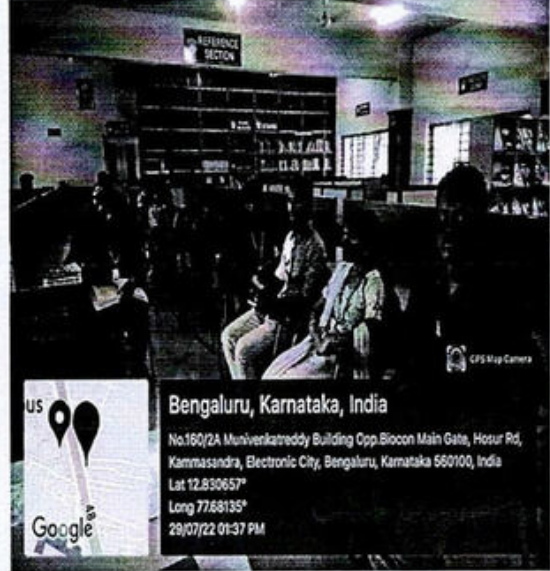 REFERENCE
SECTION
GPS Map Camera
us
Google
Bengaluru, Karnataka, India
No.160/2A Munivenkatreddy Building Opp.Biocon Main Gate, Hosur Rd,
Kammasandra, Electronic City, Bengaluru, Karnataka 560100, India
Lat 12.830657°
Long 77.68135°
29/07/22 01:37 PM